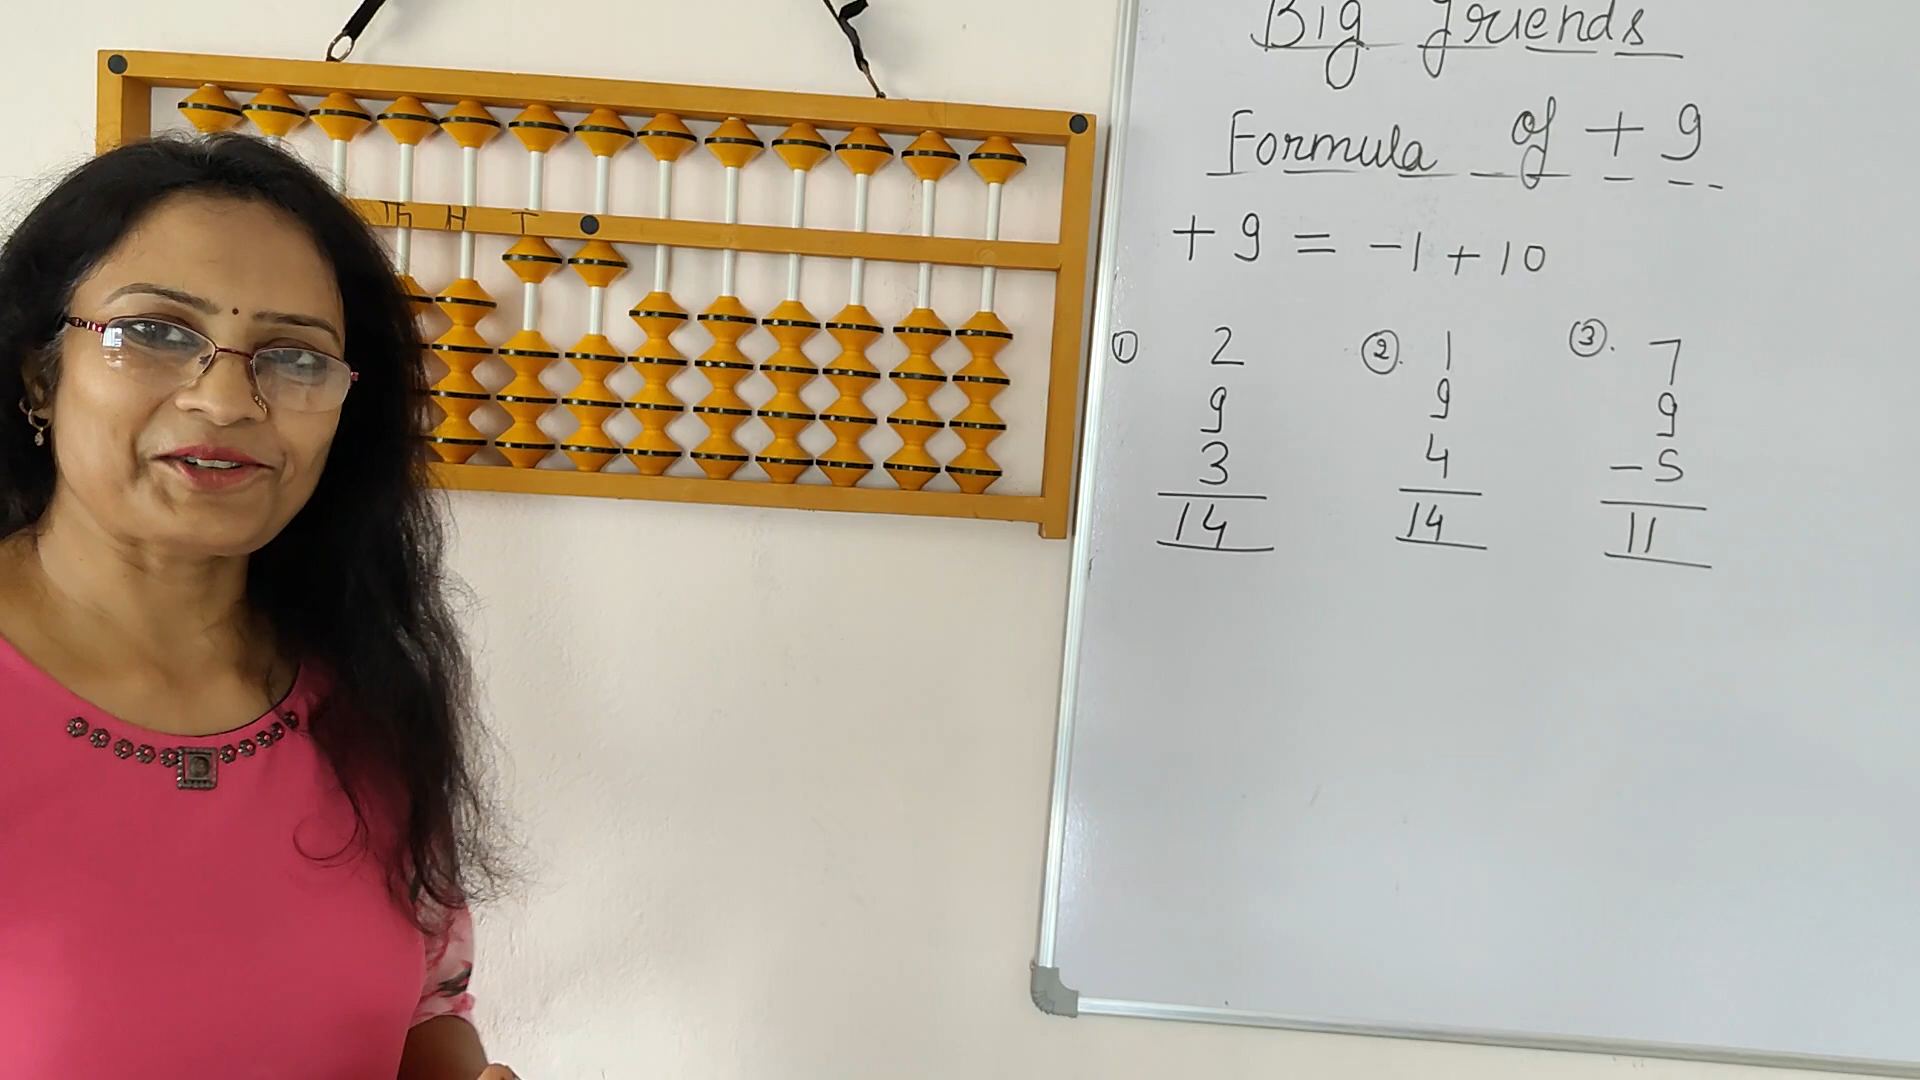 Th H T
Big friends
Formula of + 9
+ 9 = -1 + 10
① 2 ②. 1 ③. 7
9 9 9
3 4 -5
14 14 11